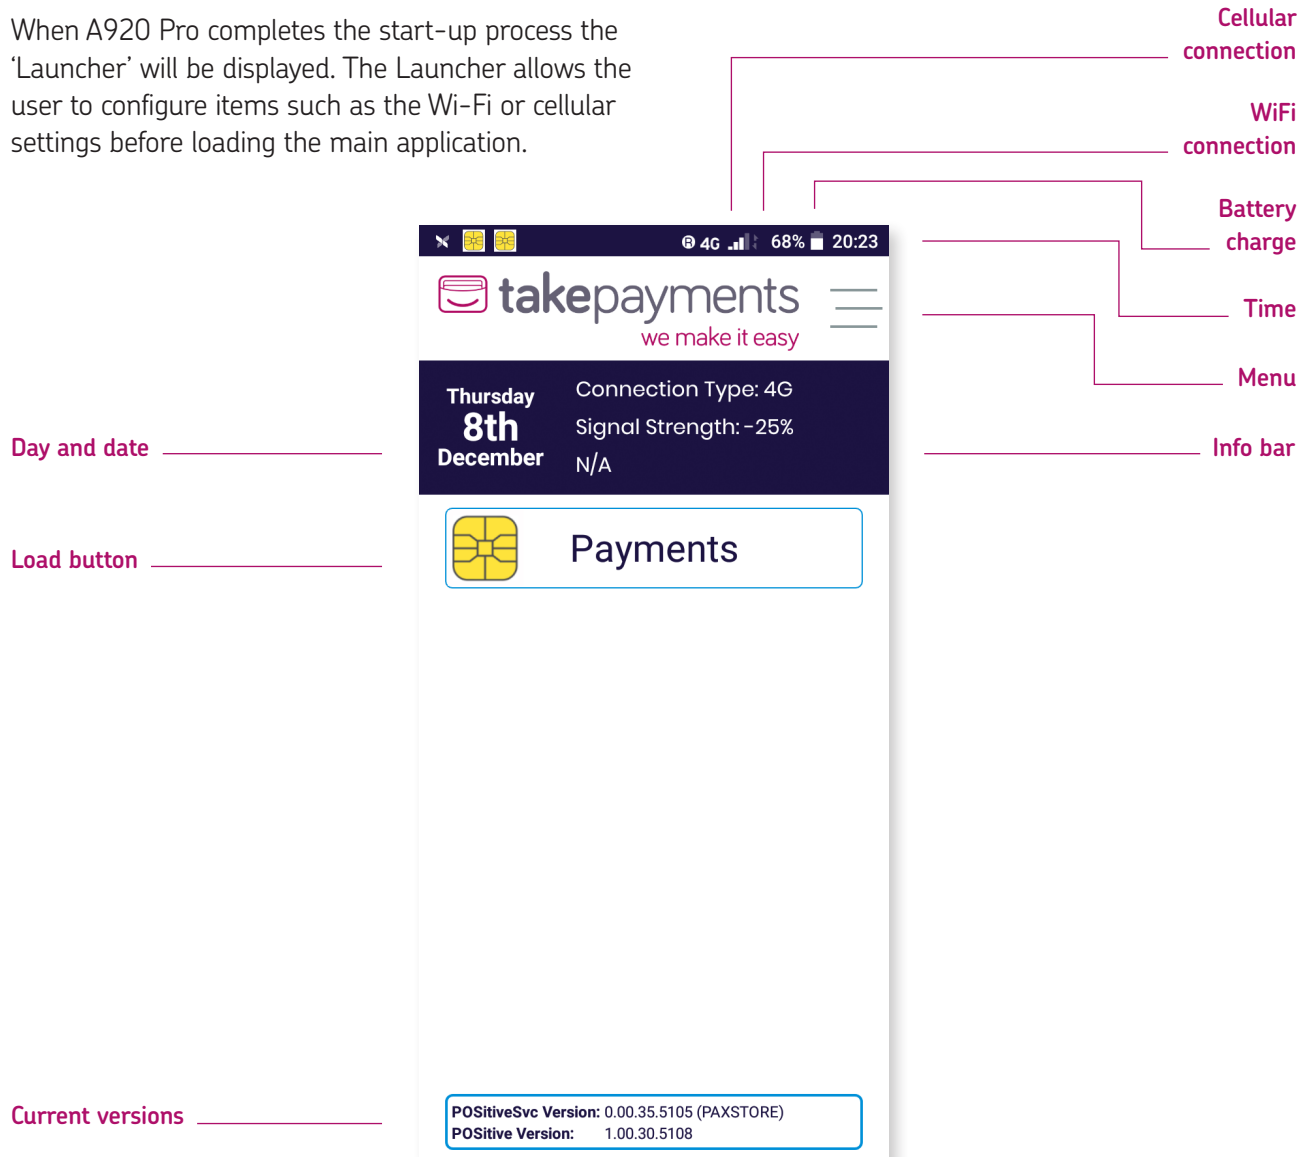 When A920 Pro completes the start-up process the
‘Launcher’ will be displayed. The Launcher allows the
user to configure items such as the Wi-Fi or cellular
settings before loading the main application.
Cellular
connection
WiFi
connection
Battery
charge
Time
Menu
Info bar
Day and date
Load button
Current versions
® 4G 68% 20:23
takepayments
we make it easy
Thursday
8th
December
Connection Type: 4G
Signal Strength: -25%
N/A
Payments
POSitiveSvc Version: 0.00.35.5105 (PAXSTORE)
POSitive Version: 1.00.30.5108